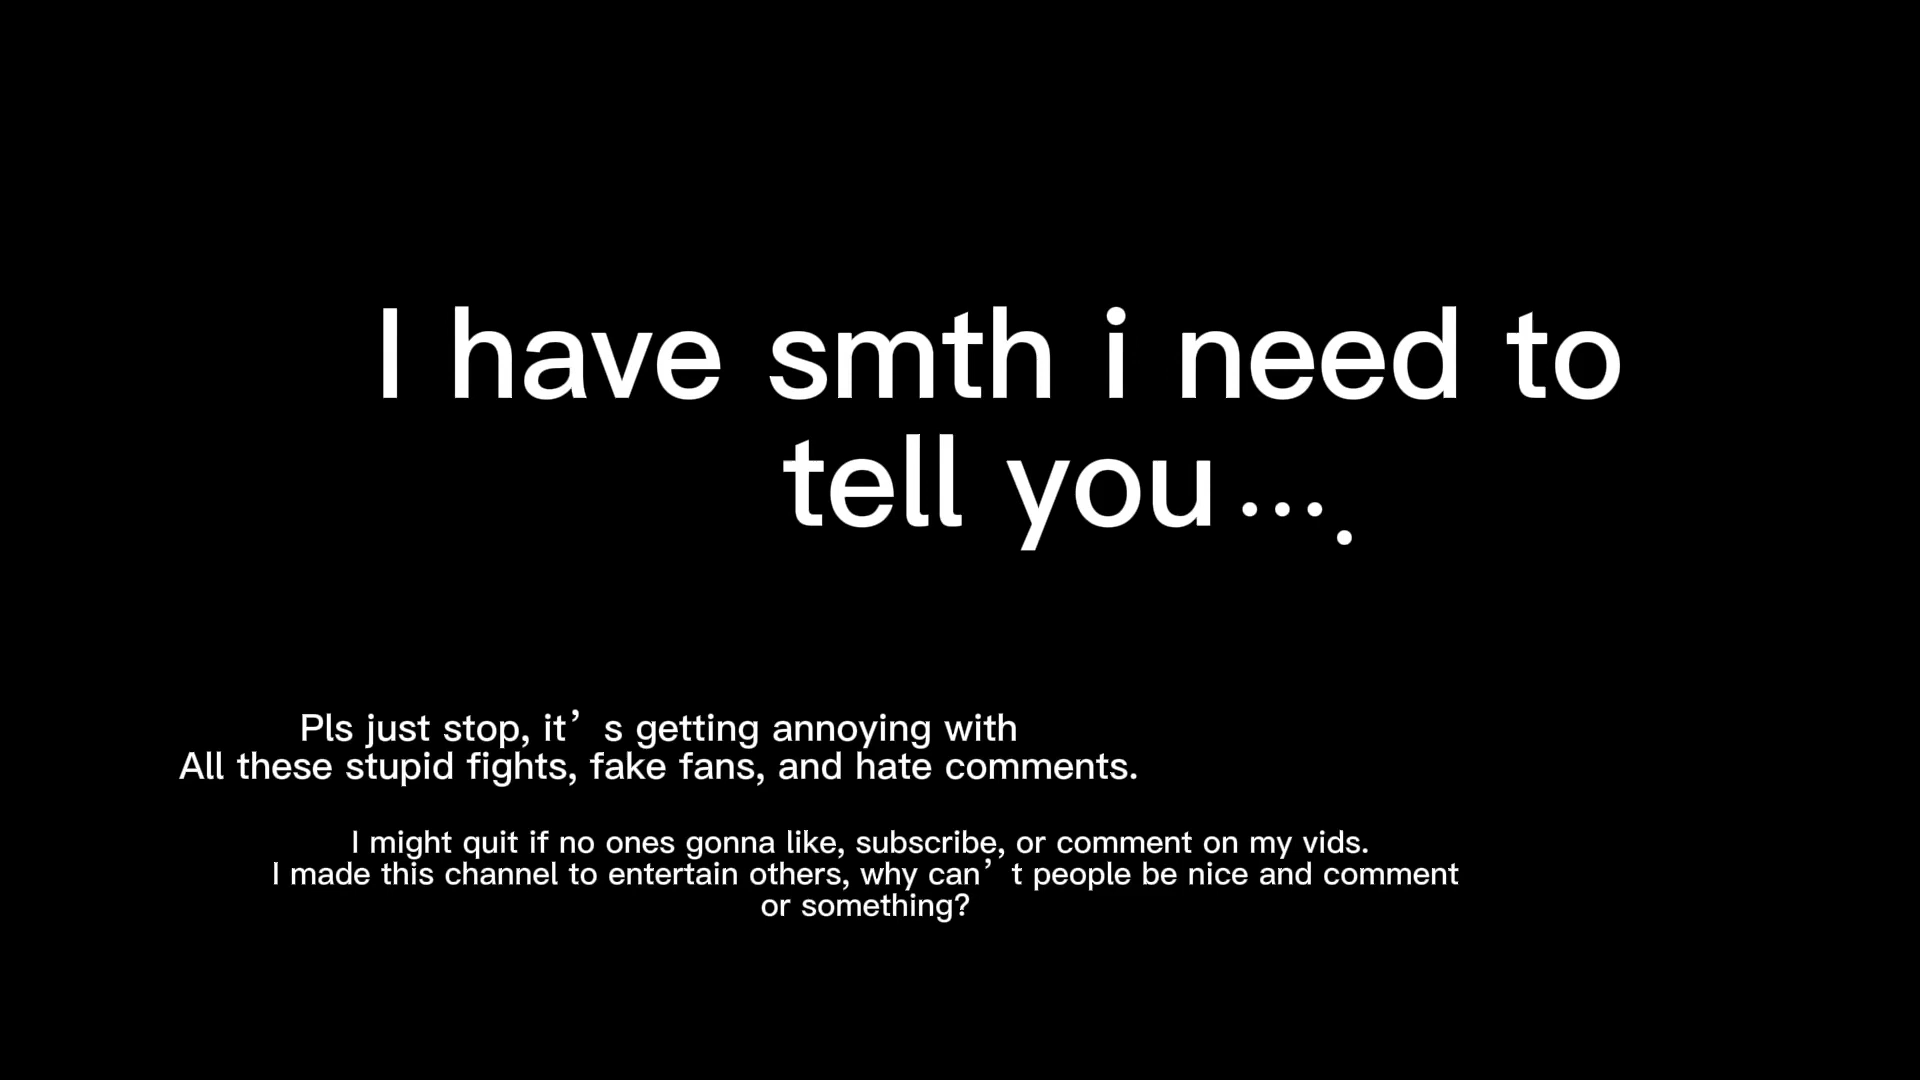 I have smth i need to
tell you….
Pls just stop, it’s getting annoying with
All these stupid fights, fake fans, and hate comments.
I might quit if no ones gonna like, subscribe, or comment on my vids.
I made this channel to entertain others, why can’t people be nice and comment
or something?